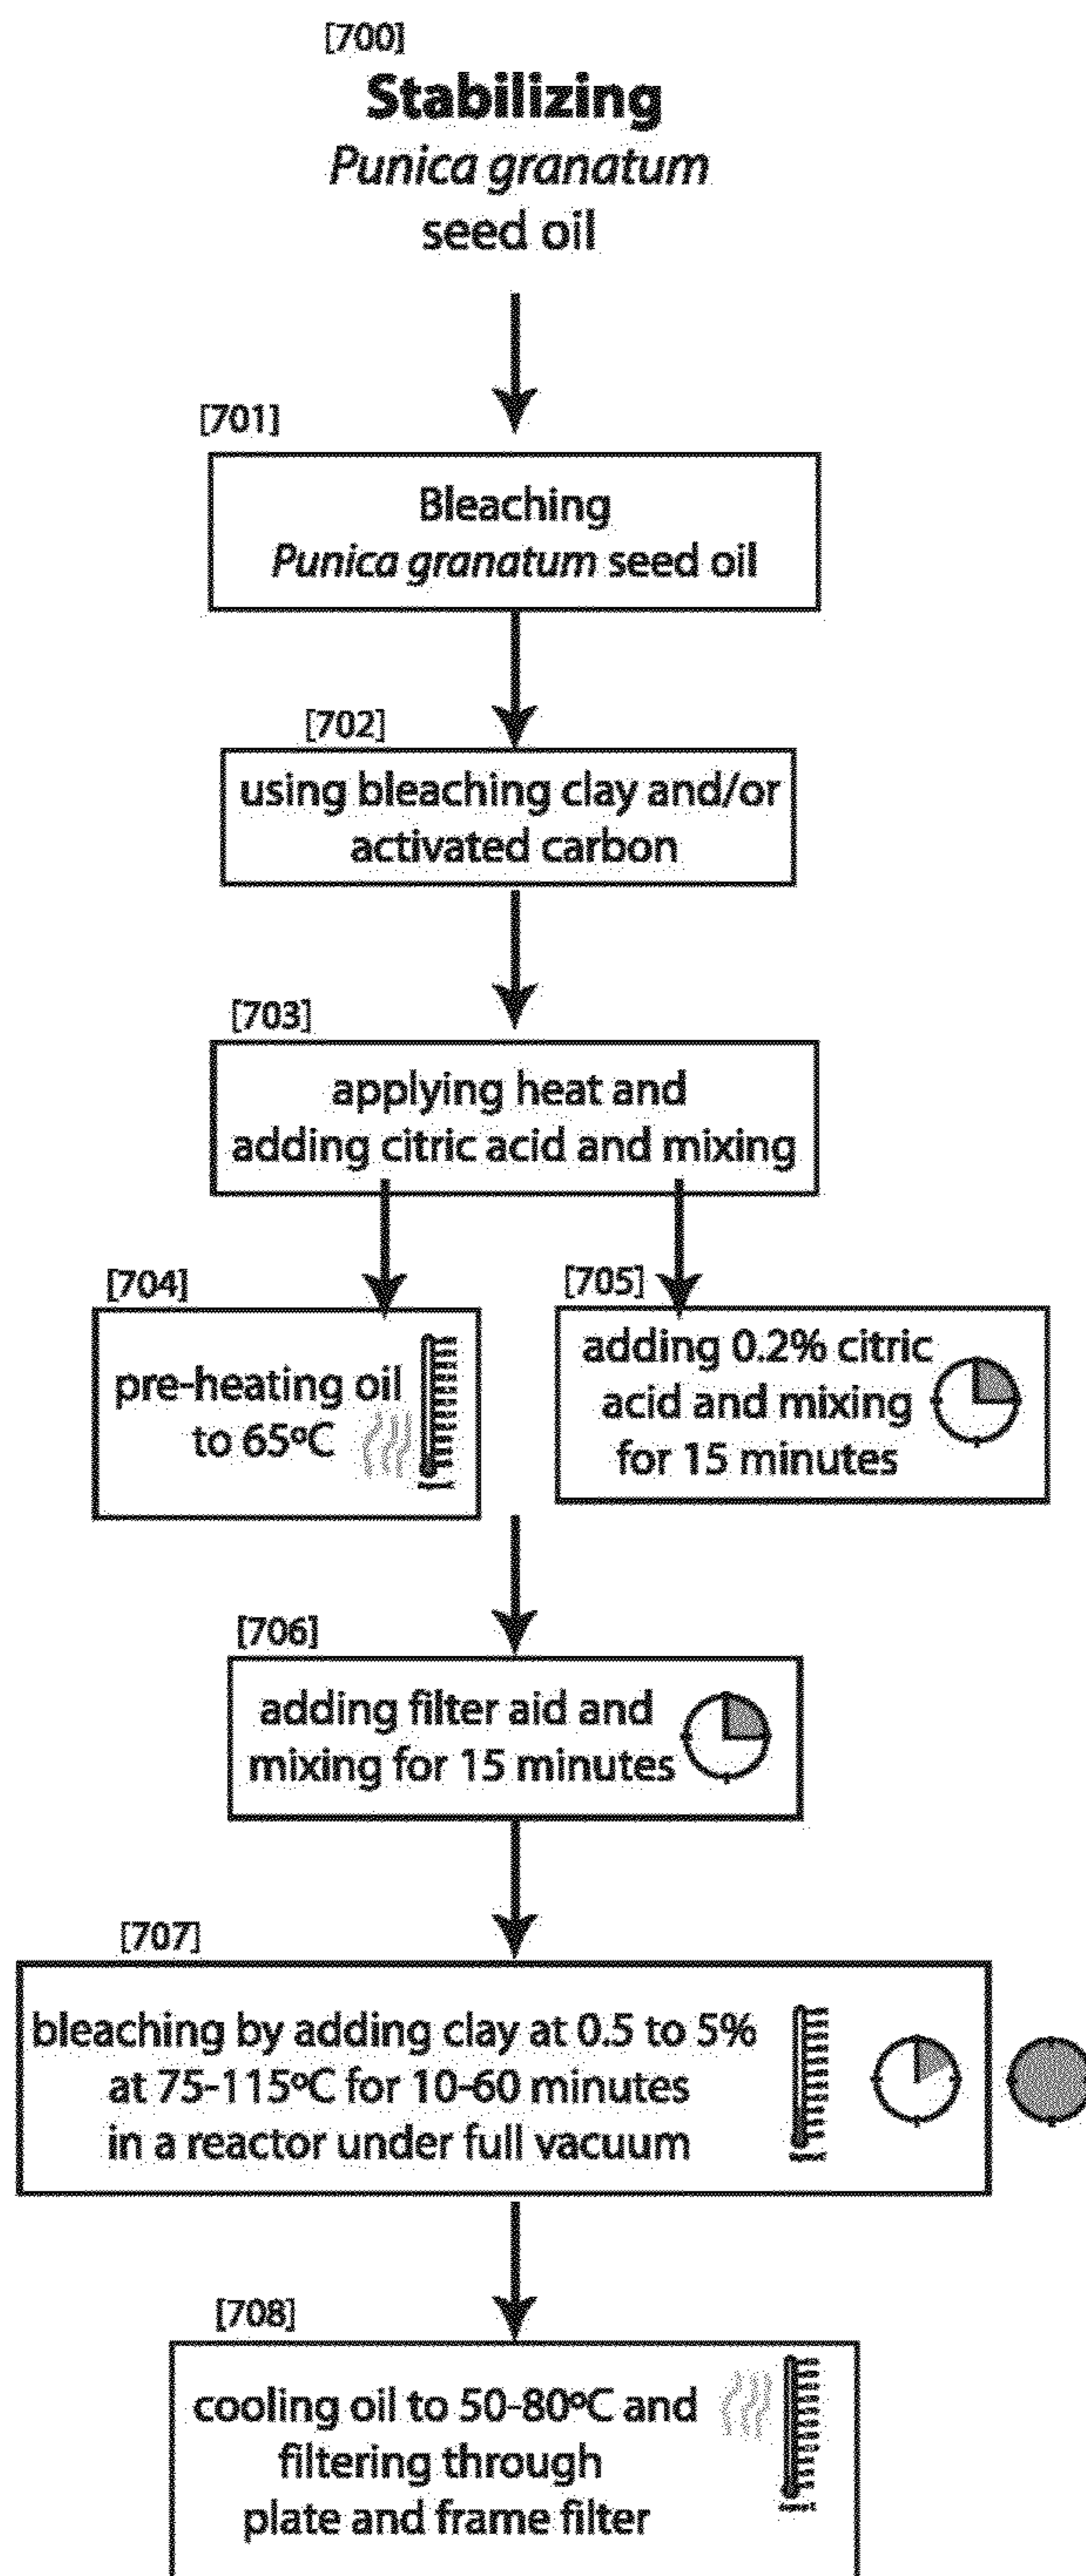 [700]
Stabilizing
Punica granatum
seed oil
[701]
Bleaching
Punica granatum seed oil
[702]
using bleaching clay and/or
activated carbon
[703]
applying heat and
adding citric acid and mixing
[704]
pre-heating oil
to 65ºC
[705]
adding 0.2% citric
acid and mixing
for 15 minutes
[706]
adding filter aid and
mixing for 15 minutes
[707]
bleaching by adding clay at 0.5 to 5%
at 75-115ºC for 10-60 minutes
in a reactor under full vacuum
[708]
cooling oil to 50-80ºC and
filtering through
plate and frame filter